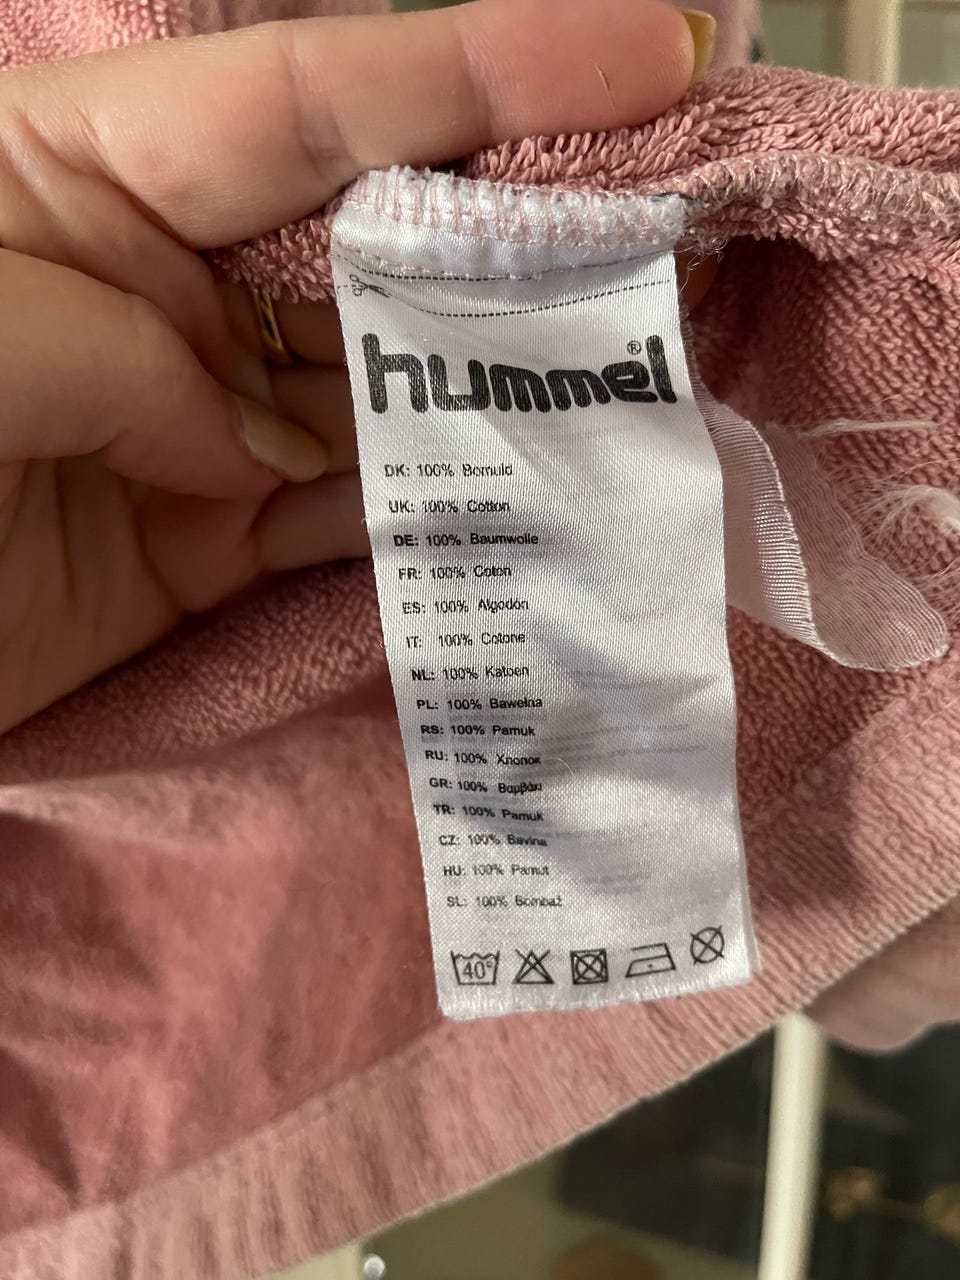 hummel®
DK: 100% Bomuld
UK: 100% Cotton
DE: 100% Baumwolle
FR: 100% Coton
ES: 100% Algodón
IT: 100% Cotone
NL: 100% Katoen
PL: 100% Bawełna
RS: 100% Pamuk
RU: 100% Хлопок
GR: 100% Βαμβάκι
TR: 100% Pamuk
CZ: 100% Bavlna
HU: 100% Pamut
SL: 100% Bombaž
40°